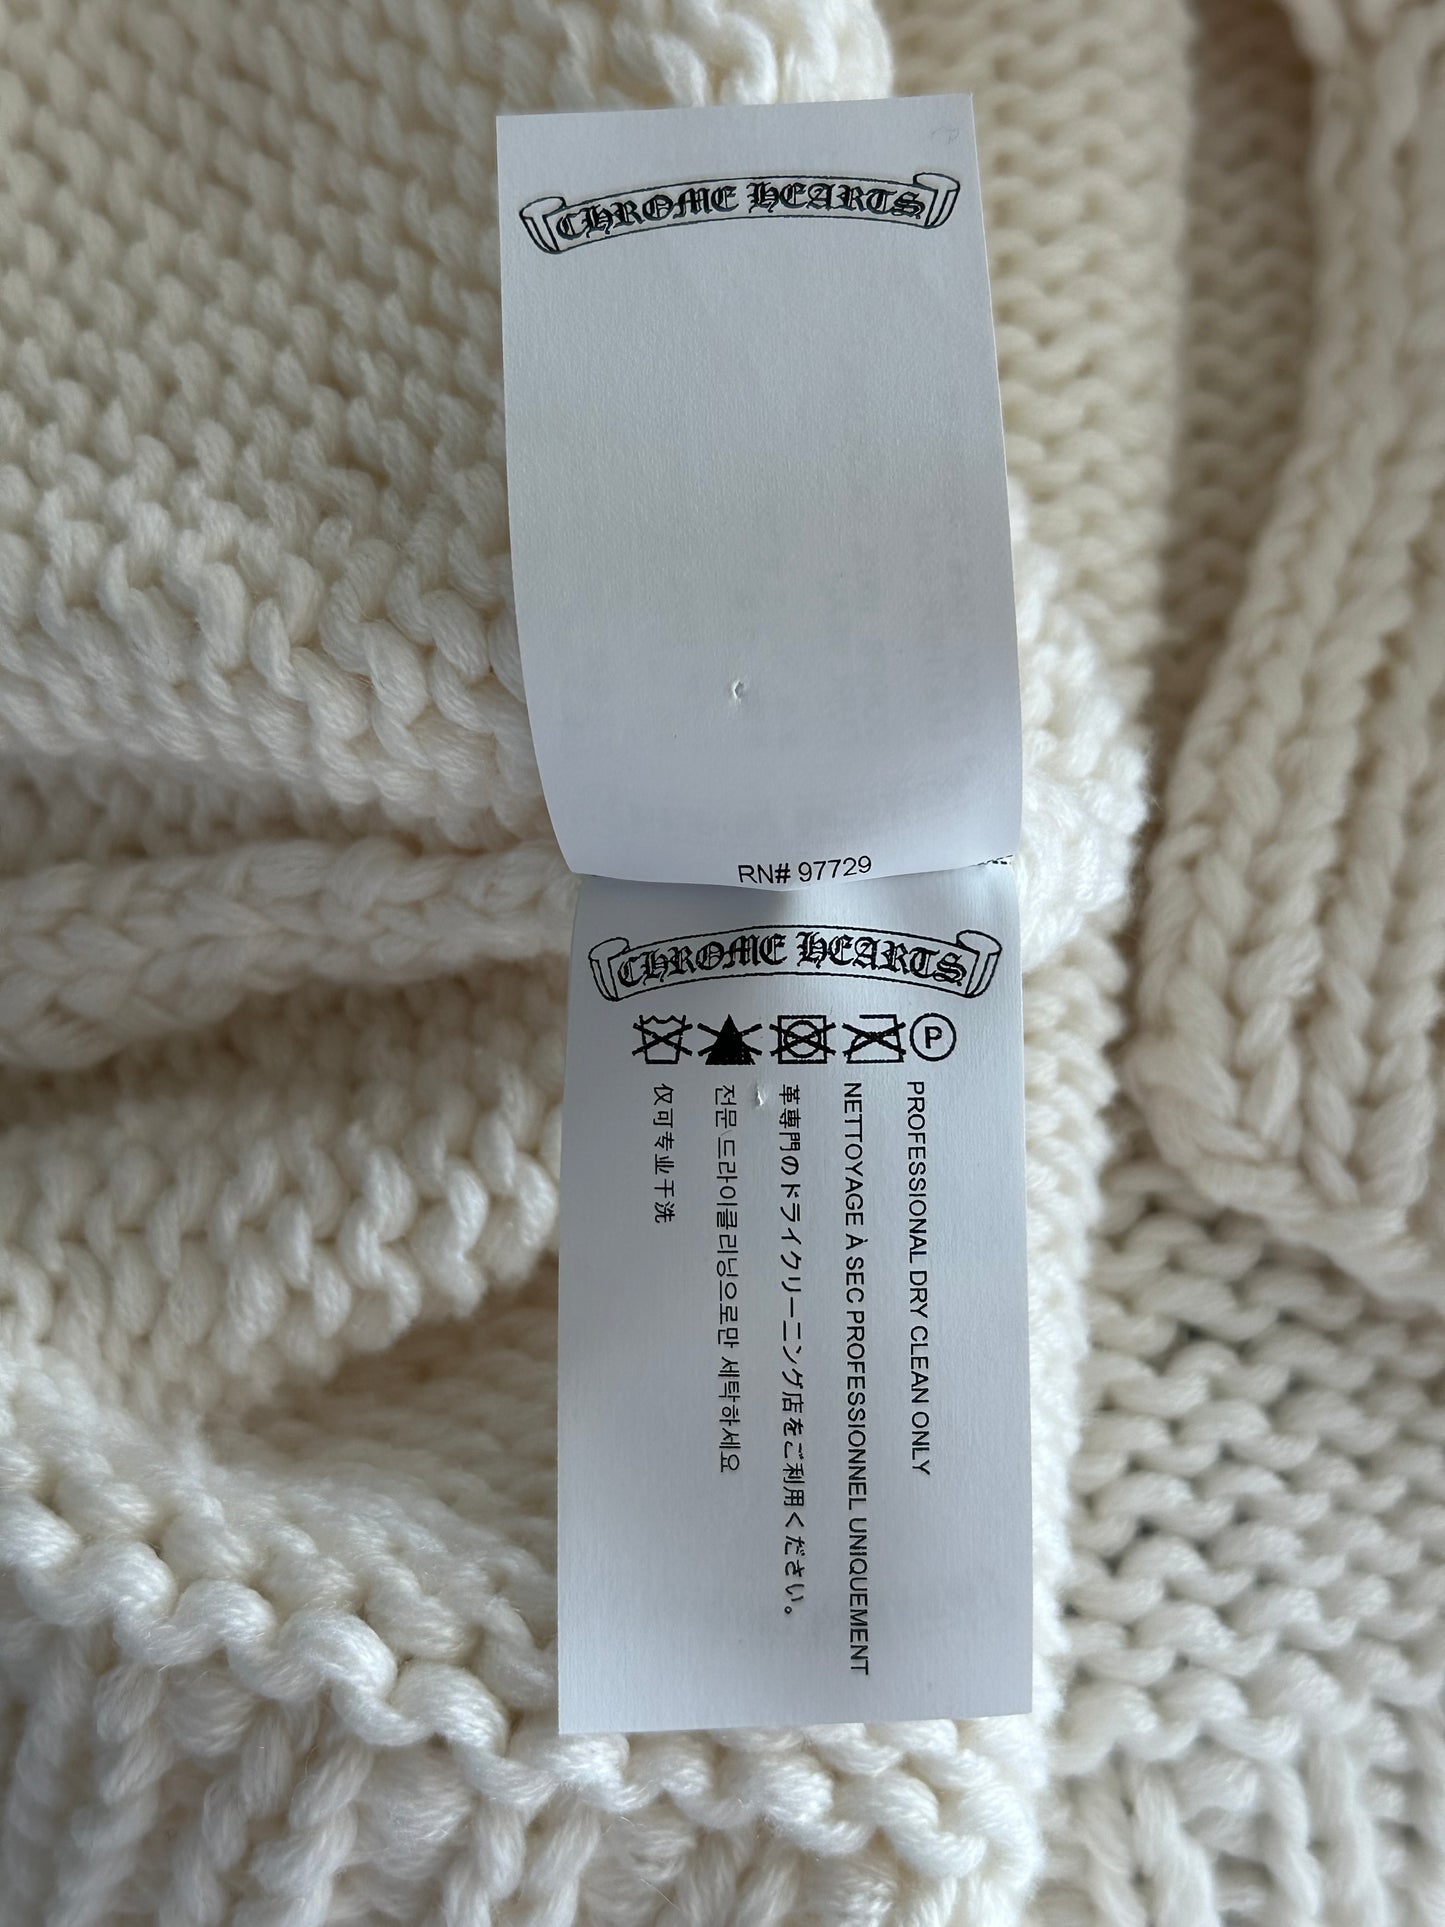 CHROME HEARTS
RN# 97729
CHROME HEARTS
P
PROFESSIONAL DRY CLEAN ONLY
NETTOYAGE À SEC PROFESSIONNEL UNIQUEMENT
革専門のドライクリーニング店をご利用ください。
전문 드라이클리닝으로만 세탁하세요
仅可专业干洗